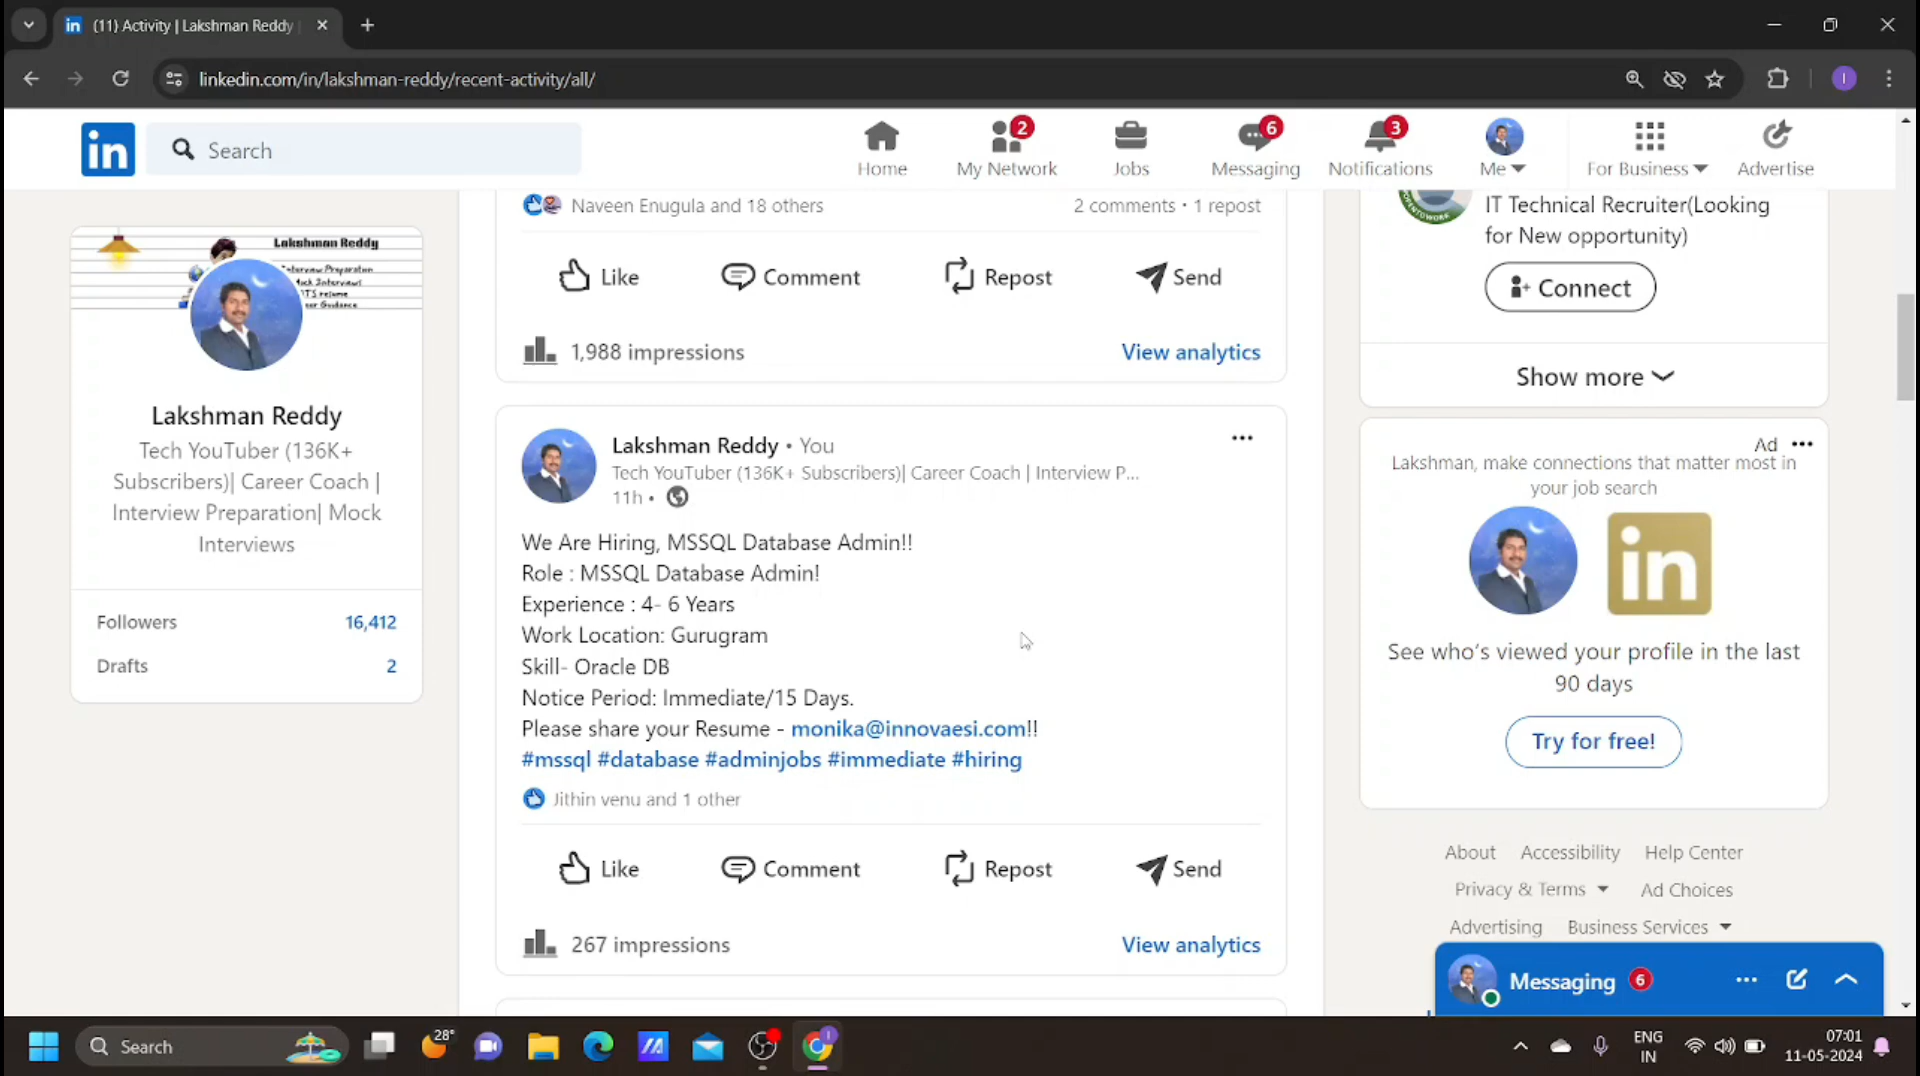 (11) Activity | Lakshman Reddy
linkedin.com/in/lakshman-reddy/recent-activity/all/
I
in
Search
Home
2
My Network
Jobs
6
Messaging
3
Notifications
Me
For Business
Advertise
Lakshman Reddy
Interview Preparation
Mock Interviews
Lakshman Reddy
Tech YouTuber (136K+
Subscribers)| Career Coach |
Interview Preparation| Mock
Interviews
Followers 16,412
Drafts 2
Naveen Enugula and 18 others 2 comments • 1 repost
Like Comment Repost Send
1,988 impressions View analytics
Lakshman Reddy • You
Tech YouTuber (136K+ Subscribers)| Career Coach | Interview P...
11h •
We Are Hiring, MSSQL Database Admin!!
Role : MSSQL Database Admin!
Experience : 4- 6 Years
Work Location: Gurugram
Skill- Oracle DB
Notice Period: Immediate/15 Days.
Please share your Resume - monika@innovaesi.com!!
#mssql #database #adminjobs #immediate #hiring
Jithin venu and 1 other
Like Comment Repost Send
267 impressions View analytics
IT Technical Recruiter(Looking
for New opportunity)
Connect
Show more
Ad
Lakshman, make connections that matter most in
your job search
in
See who's viewed your profile in the last
90 days
Try for free!
About Accessibility Help Center
Privacy & Terms Ad Choices
Advertising Business Services
Messaging 6
Search
28°
ENG
IN
07:01
11-05-2024